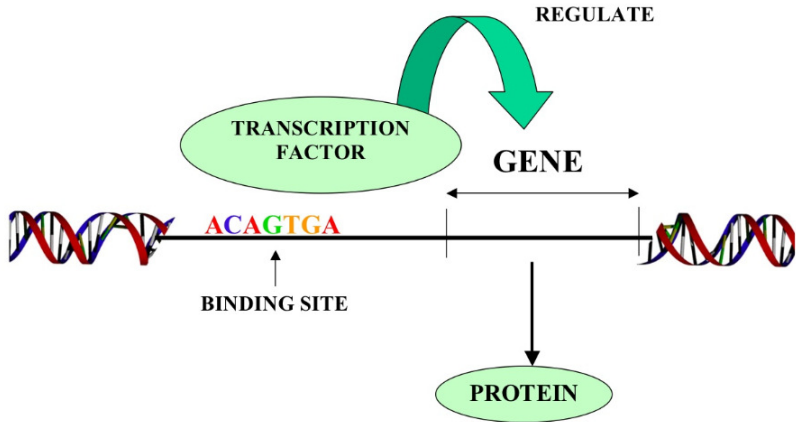 REGULATE
TRANSCRIPTION
FACTOR
GENE
ACAGTGA
BINDING SITE
PROTEIN